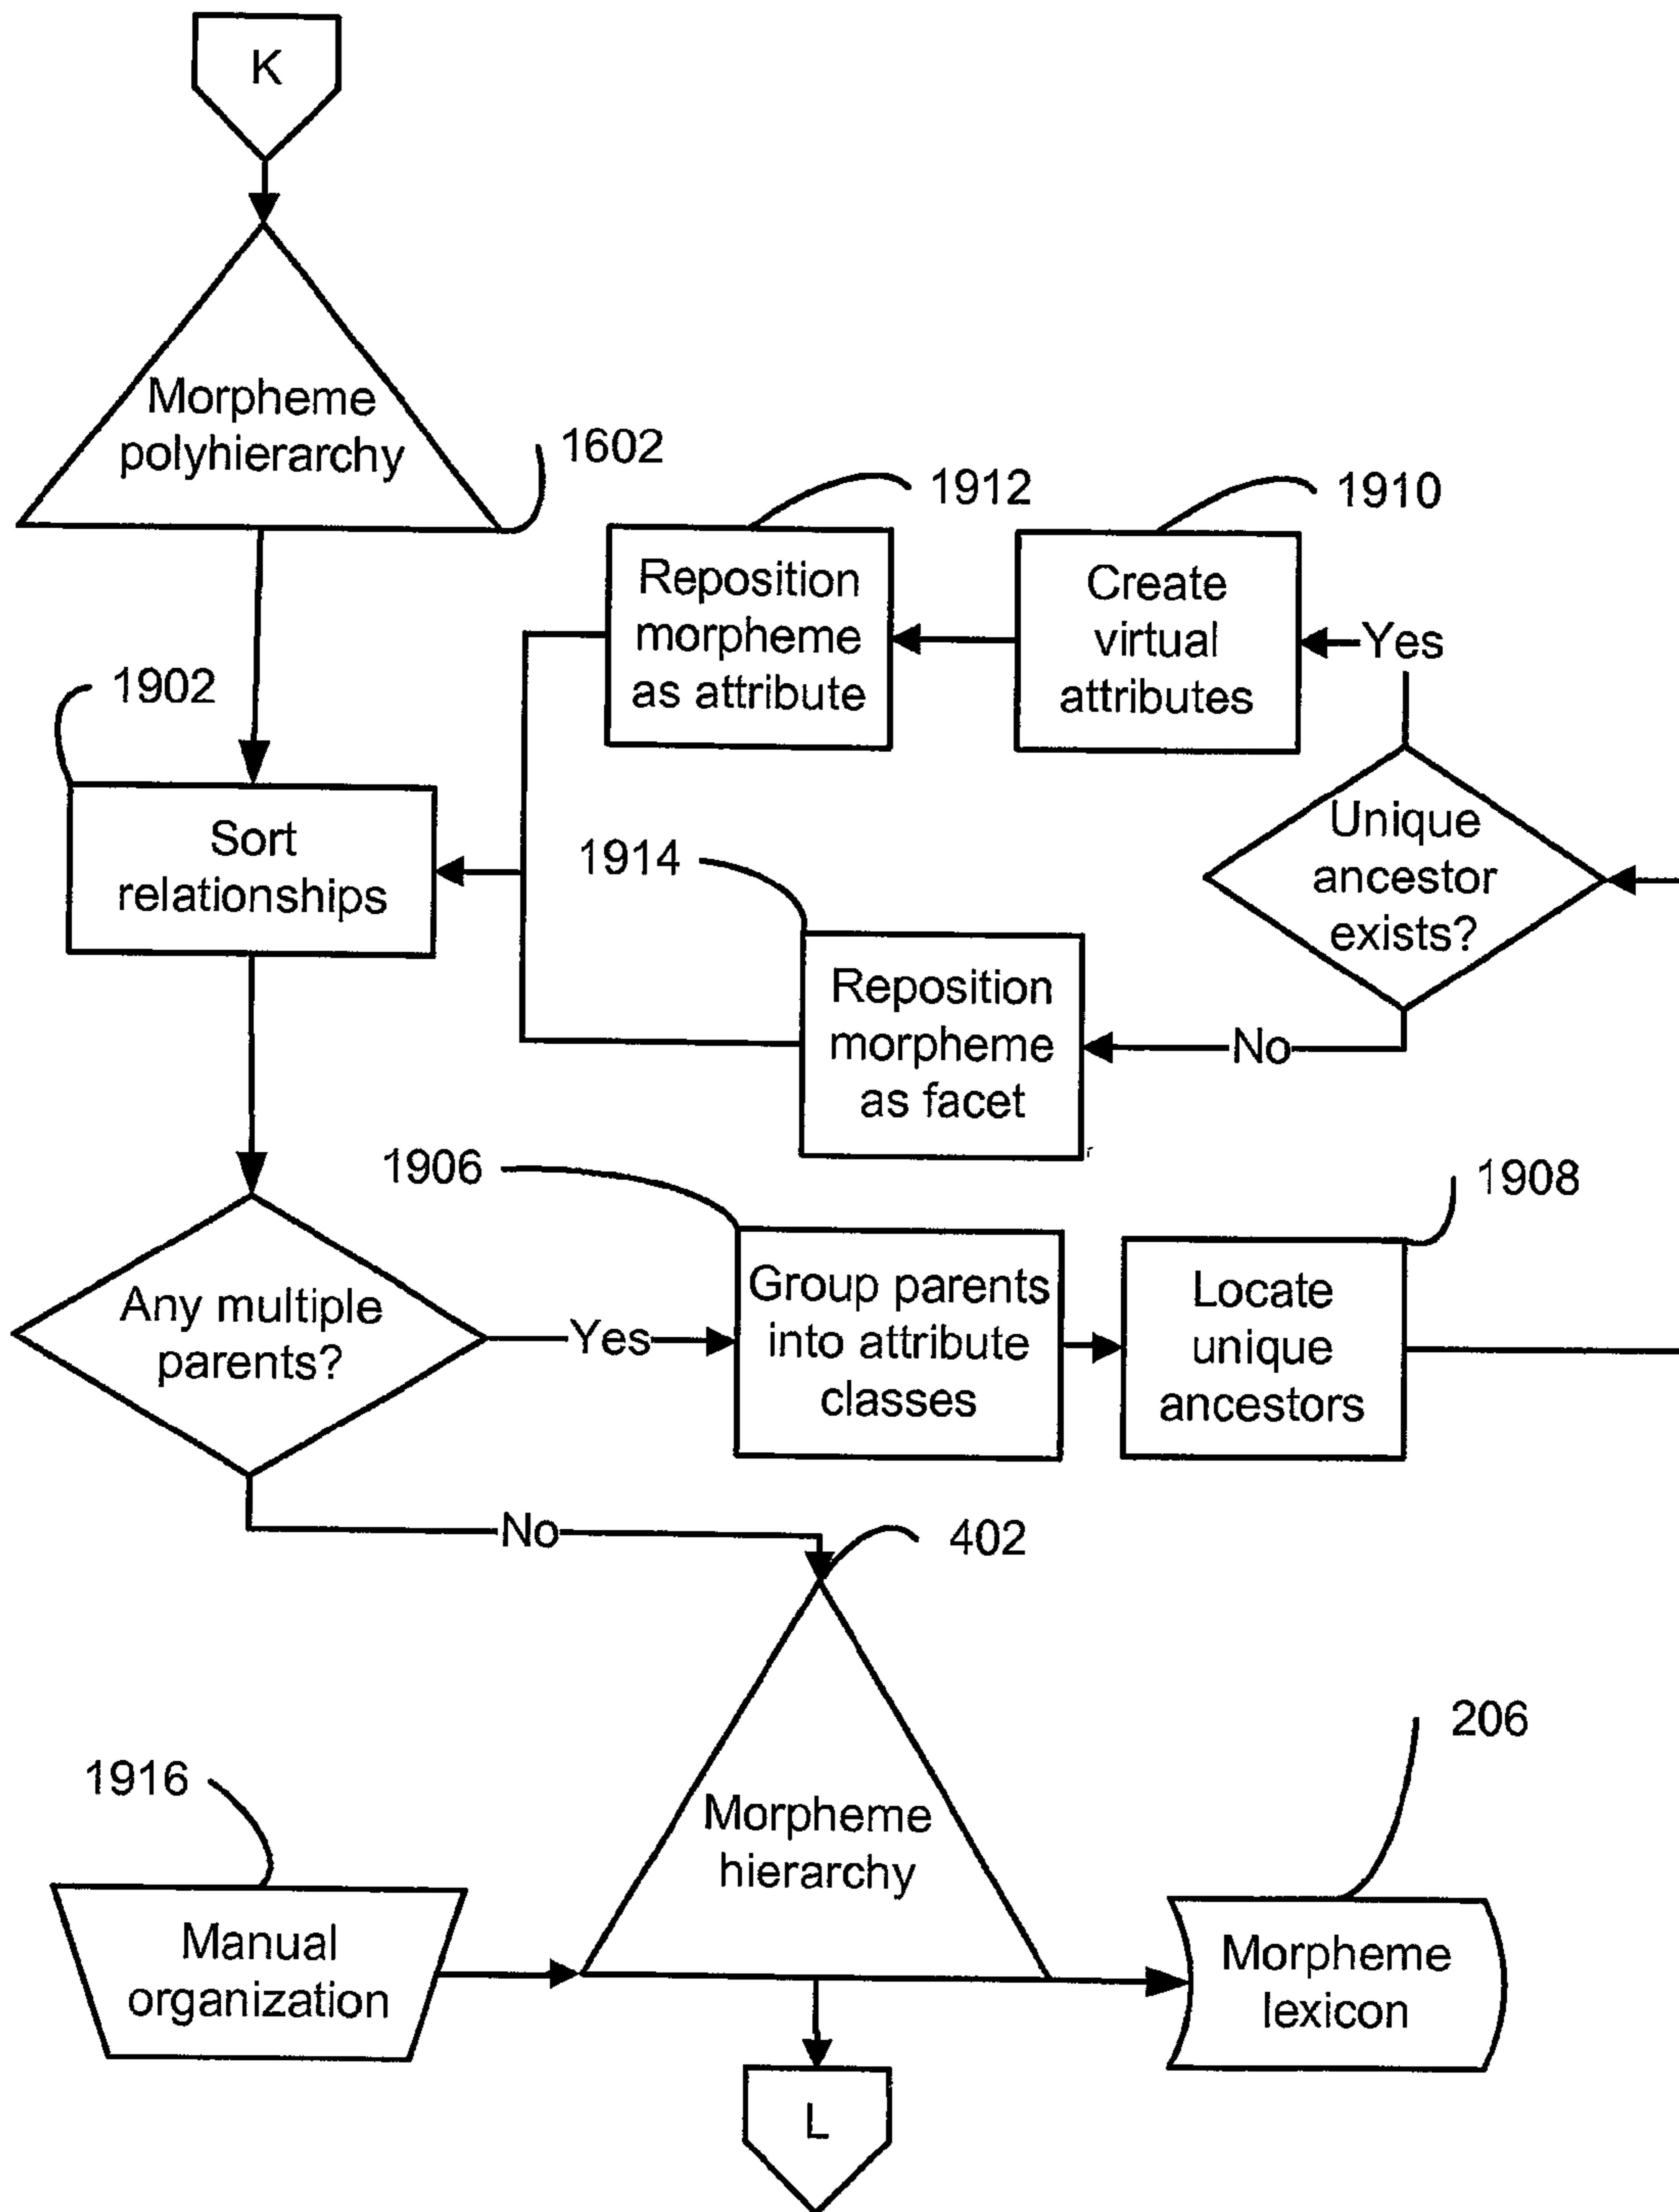 K
Morpheme
polyhierarchy
1602
1912
1910
Reposition
morpheme
as attribute
Create
virtual
attributes
Yes
1902
Sort
relationships
1914
Unique
ancestor
exists?
Reposition
morpheme
as facet
No
1906
1908
Any multiple
parents?
Yes
Group parents
into attribute
classes
Locate
unique
ancestors
No
402
206
1916
Morpheme
hierarchy
Manual
organization
Morpheme
lexicon
L